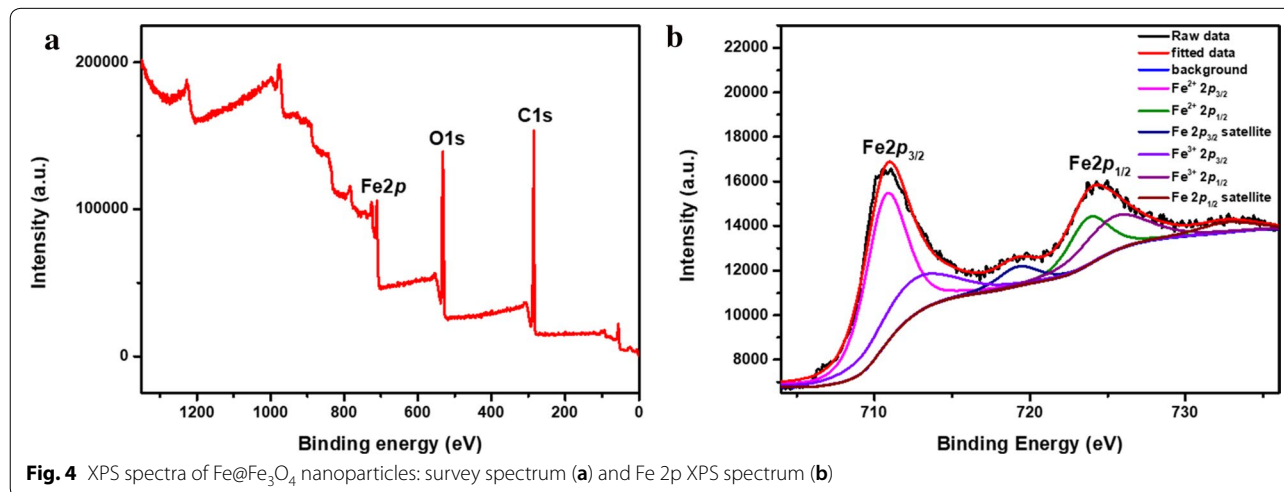 a
200000
100000
0
Intensity (a.u.)
Fe2p
O1s
C1s
1200 1000 800 600 400 200 0
Binding energy (eV)
b
22000
20000
18000
16000
14000
12000
10000
8000
Intensity (a.u.)
Fe2p3/2
Fe2p1/2
Raw data
fitted data
background
Fe²⁺ 2p3/2
Fe²⁺ 2p1/2
Fe 2p3/2 satellite
Fe³⁺ 2p3/2
Fe³⁺ 2p1/2
Fe 2p1/2 satellite
710 720 730
Binding Energy (eV)
Fig. 4 XPS spectra of Fe@Fe₃O₄ nanoparticles: survey spectrum (a) and Fe 2p XPS spectrum (b)